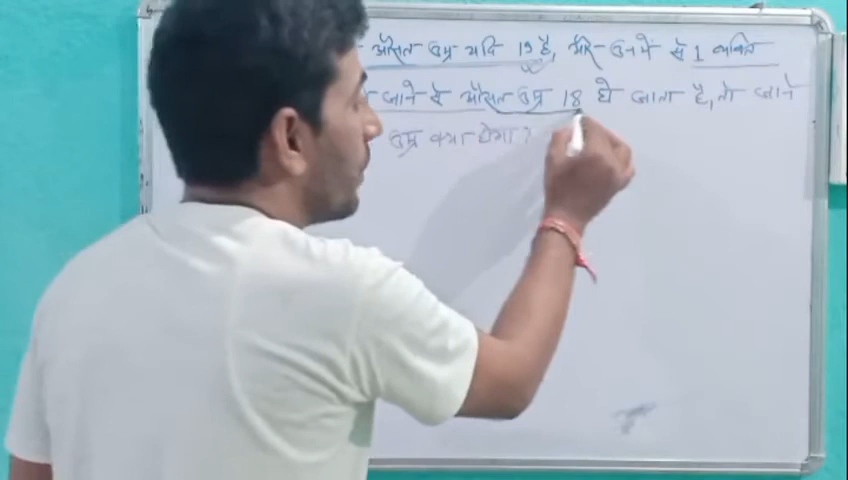 औसत उम्र यदि 19 है, और उनमें से 1 व्यक्ति
जाने से औसत उम्र 18 हो जाता है, तो जाने
उम्र क्या होगा ?